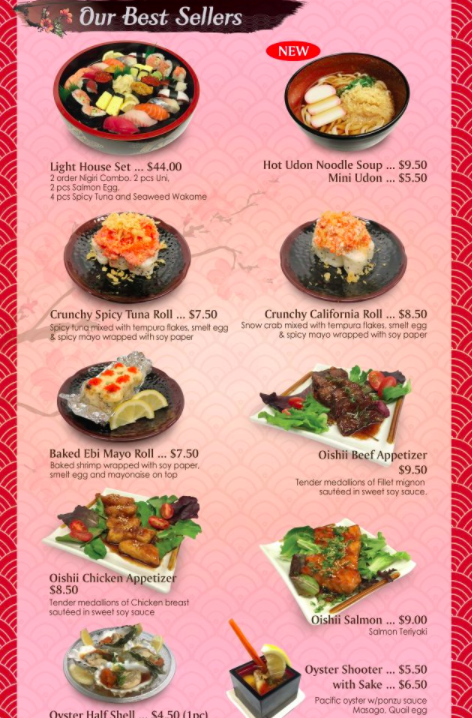 Our Best Sellers
NEW
Light House Set ... $44.00
2 order Nigiri Combo. 2 pcs Uni,
2 pcs Salmon Egg,
4 pcs Spicy Tuna and Seaweed Wakame
Hot Udon Noodle Soup ... $9.50
Mini Udon ... $5.50
Crunchy Spicy Tuna Roll ... $7.50
Spicy tuna mixed with tempura flakes, smelt egg
& spicy mayo wrapped with soy paper
Crunchy California Roll ... $8.50
Snow crab mixed with tempura flakes, smelt egg
& spicy mayo wrapped with soy paper
Baked Ebi Mayo Roll ... $7.50
Baked shrimp wrapped with soy paper,
smelt egg and mayonaise on top
Oishii Beef Appetizer
$9.50
Tender medallions of Fillet mignon
sautéed in sweet soy sauce.
Oishii Chicken Appetizer
$8.50
Tender medallions of Chicken breast
sautéed in sweet soy sauce
Oishii Salmon ... $9.00
Salmon Teriyaki
Oyster Half Shell ... $4.50 (1pc)
Oyster Shooter ... $5.50
with Sake ... $6.50
Pacific oyster w/ponzu sauce
Masago, Quail egg